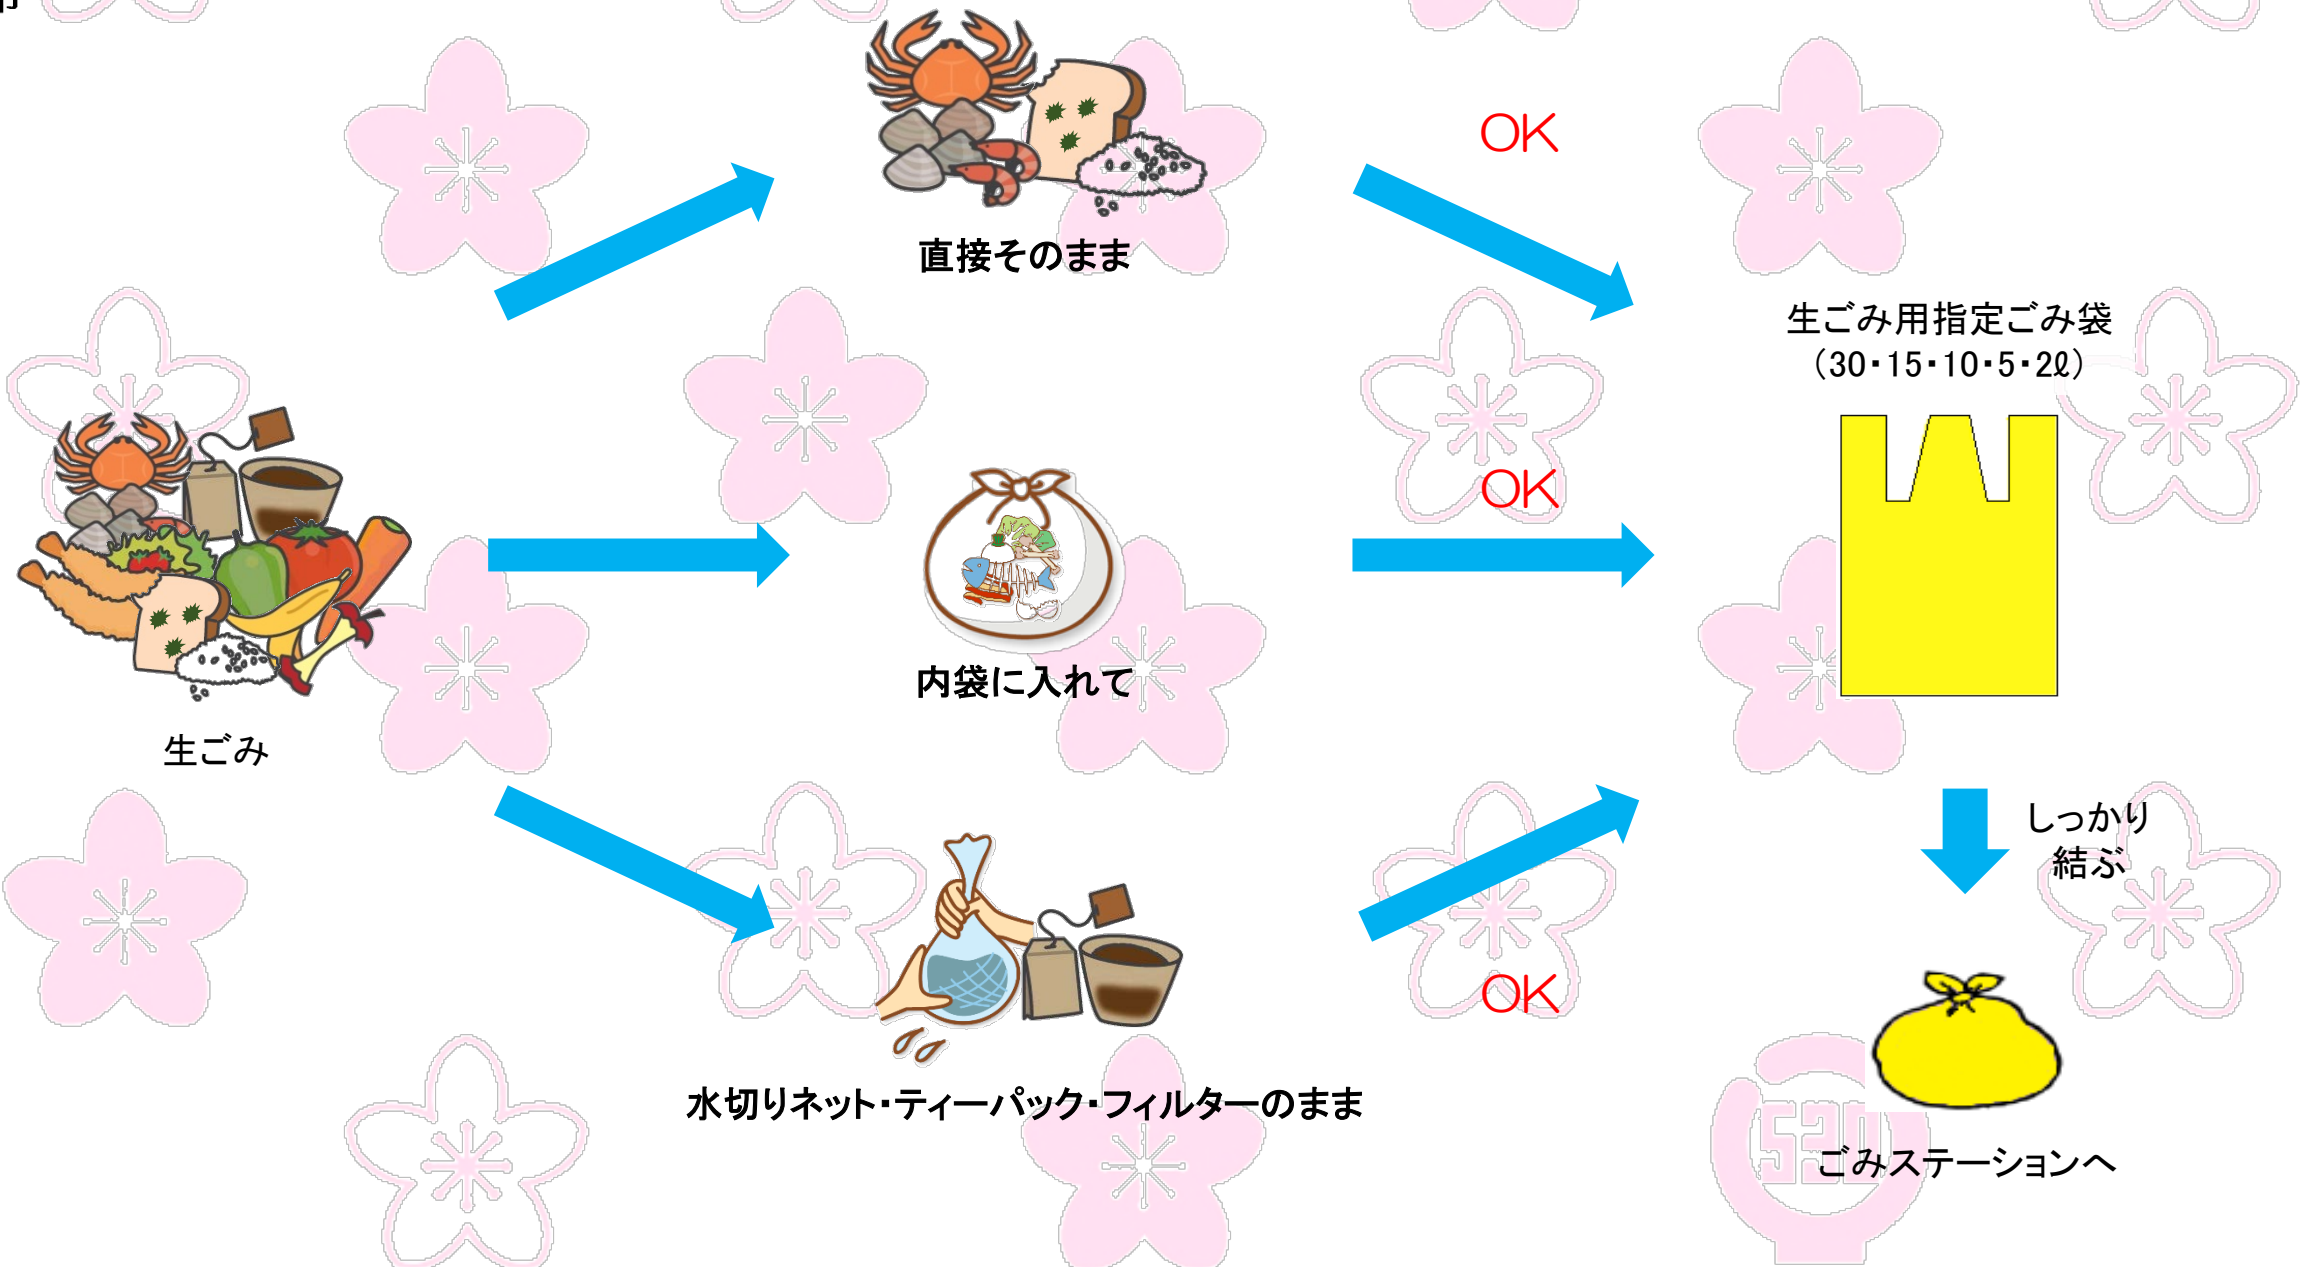 直接そのまま
OK
生ごみ用指定ごみ袋
(30・15・10・5・2ℓ)
OK
内袋に入れて
生ごみ
しっかり
結ぶ
OK
水切りネット・ティーパック・フィルターのまま
ごみステーションへ